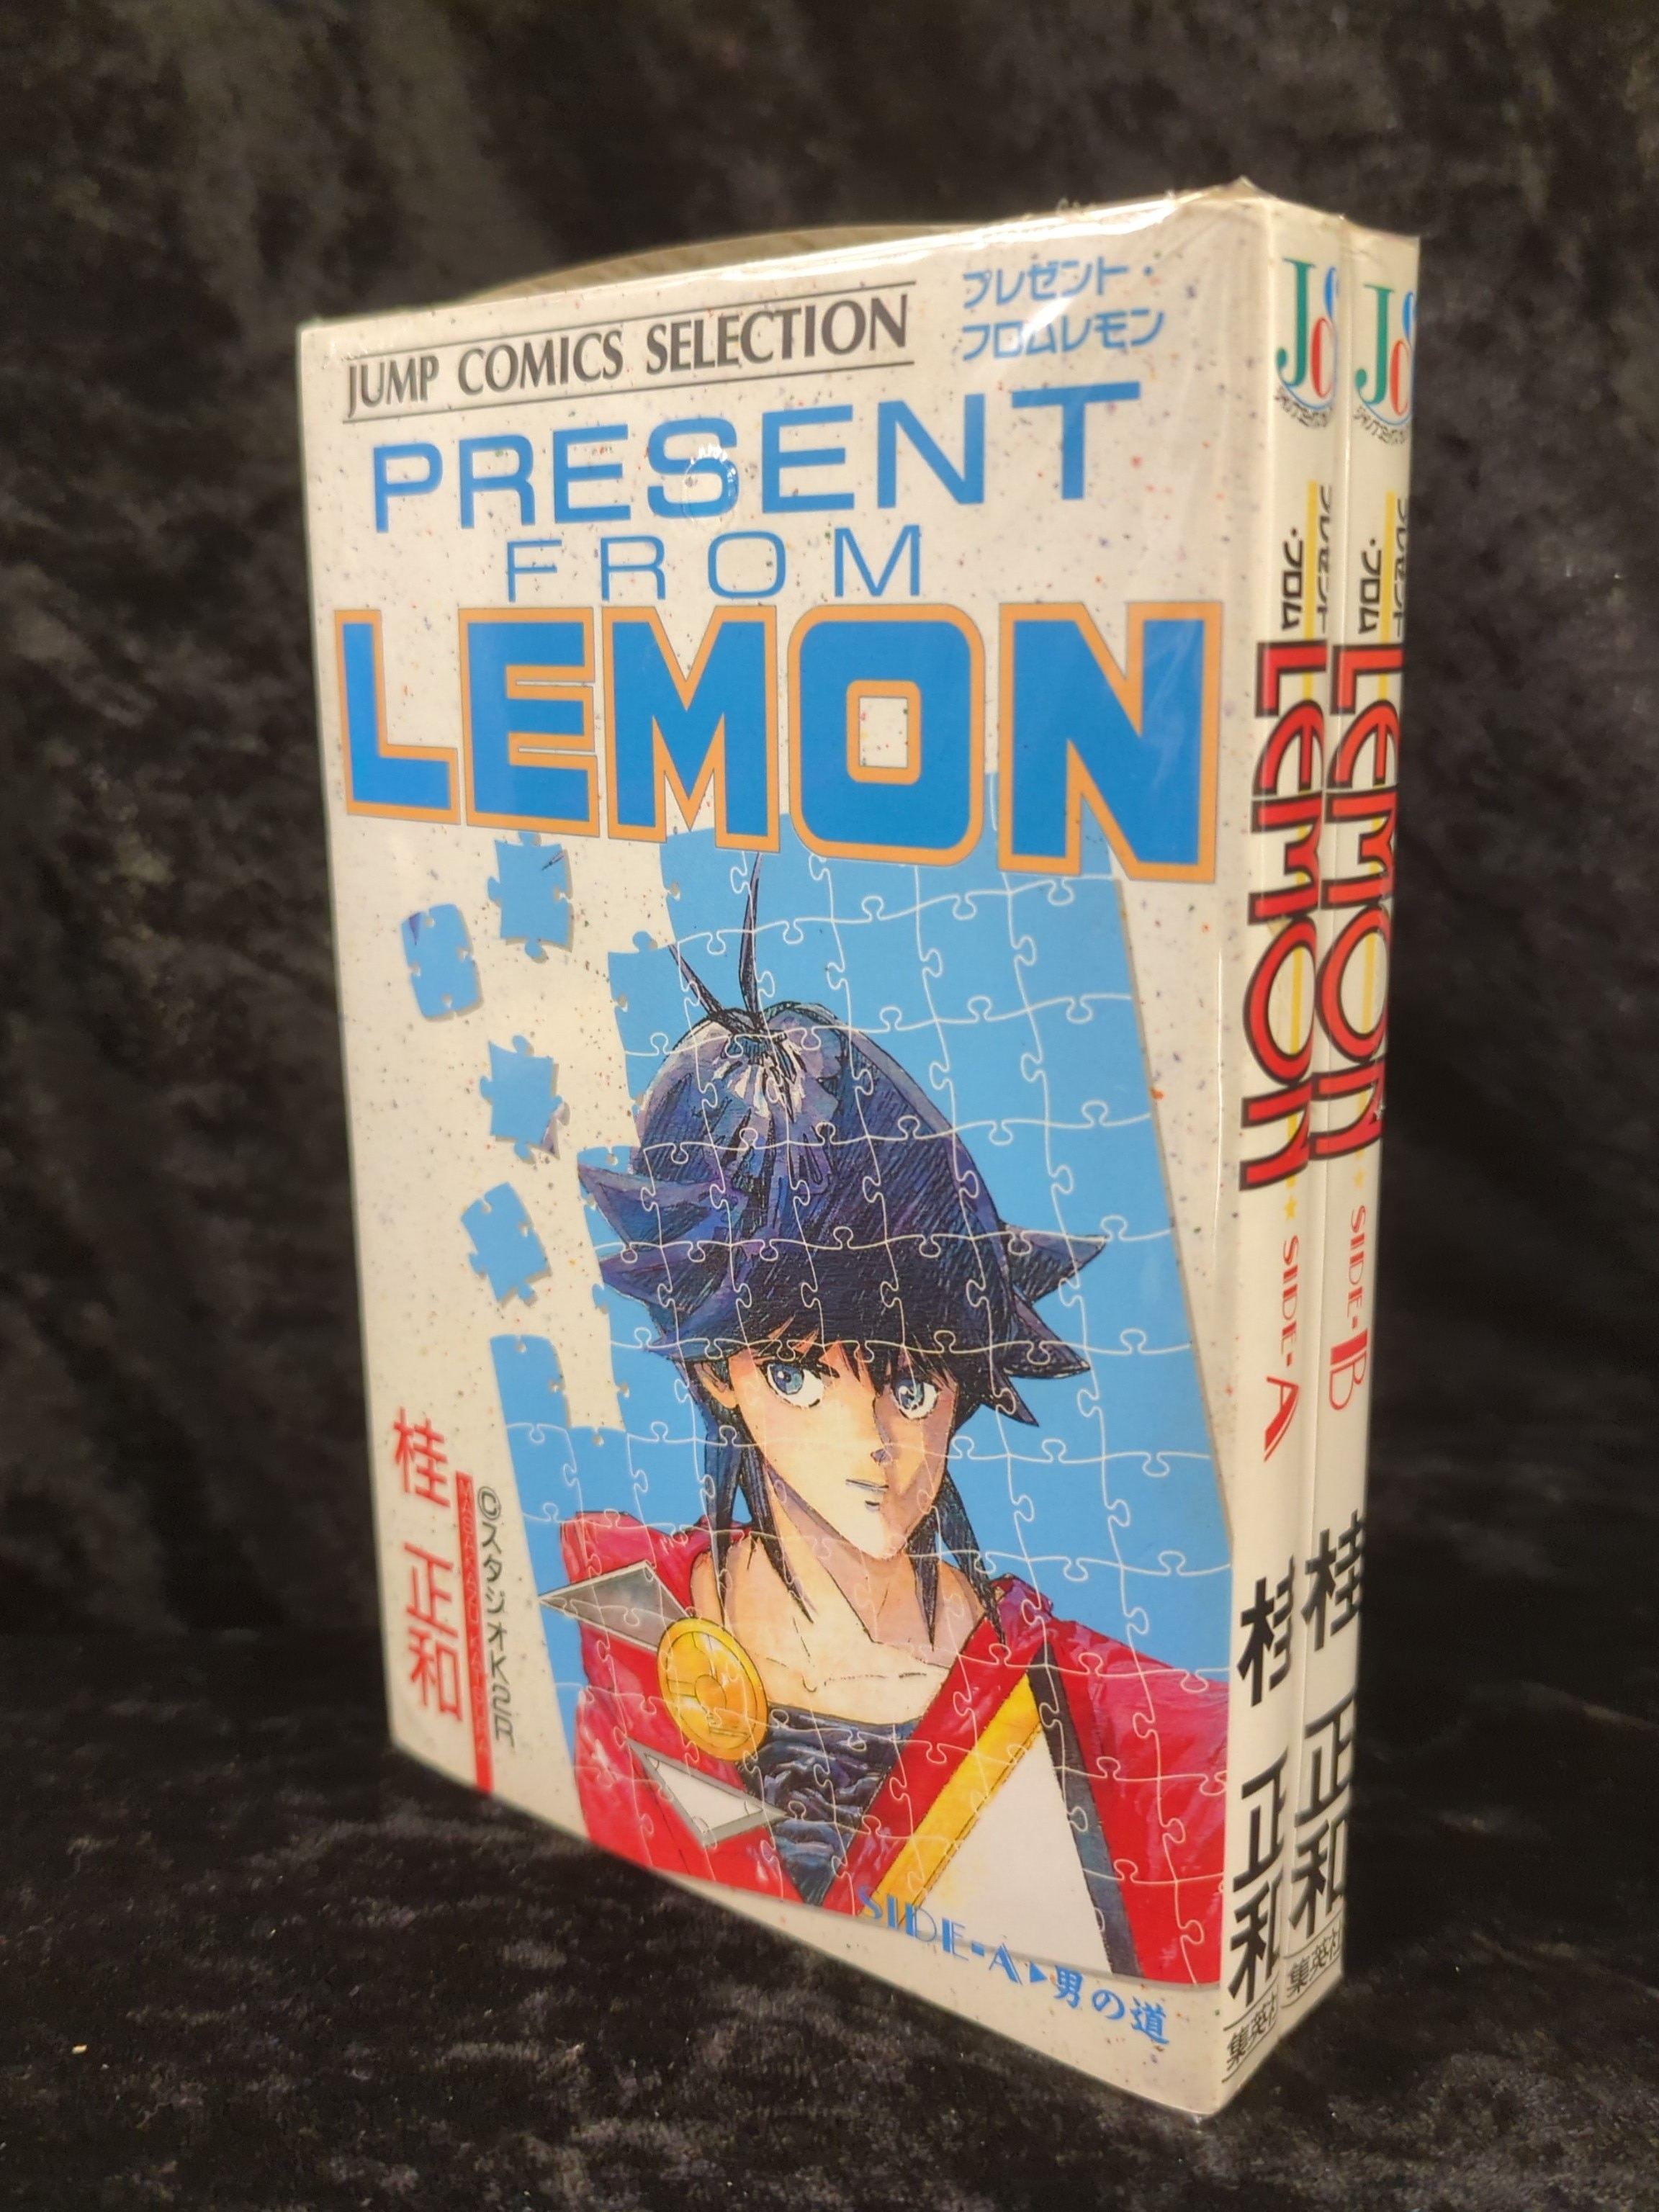 JUMP COMICS SELECTION
プレゼント・
フロムレモン
PRESENT
FROM
LEMON
桂 正和
©スタジオK2R
SIDE-A▶男の道
プレゼント
・フロム
LEMON
SIDE-A
桂 正和
集英社
プレゼント
・フロム
LEMON
SIDE-B
桂 正和
集英社